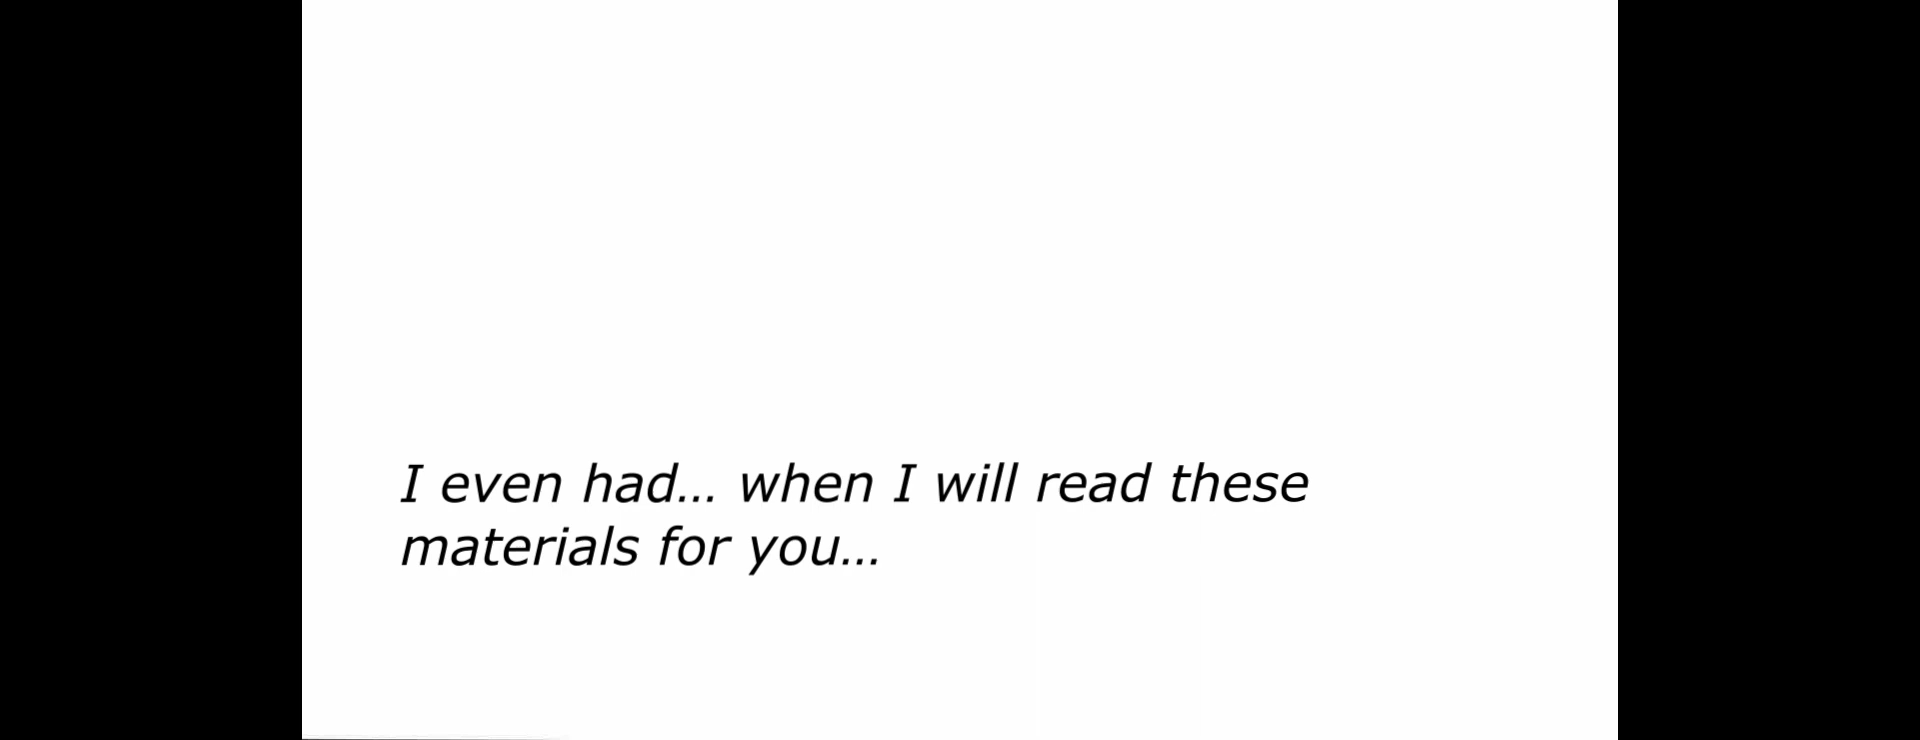 I even had… when I will read these
materials for you…